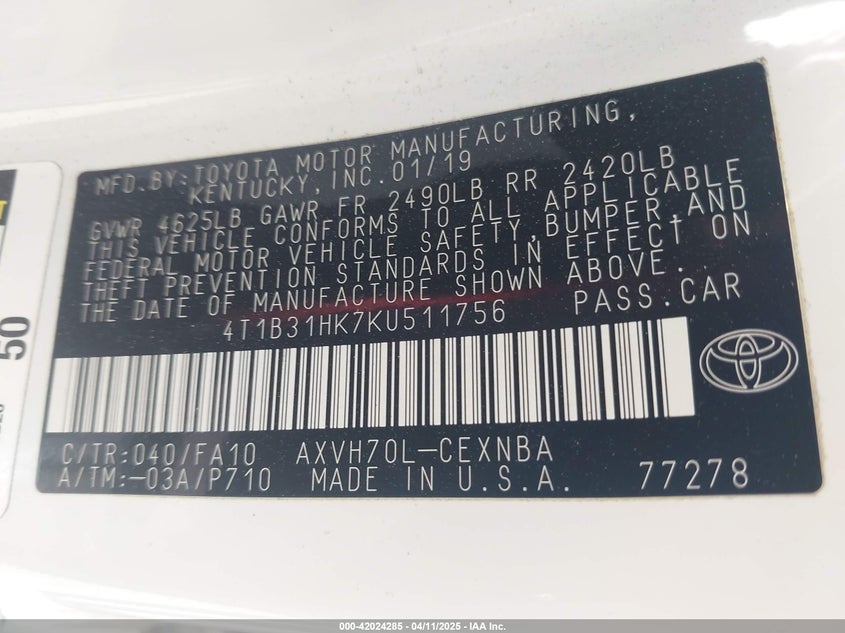 MFD.BY:TOYOTA MOTOR MANUFACTURING,
KENTUCKY,INC.01/19
GVWR 4625LB GAWR FR 2490LB RR 2420LB
THIS VEHICLE CONFORMS TO ALL APPLICABLE
FEDERAL MOTOR VEHICLE SAFETY,BUMPER,AND
THEFT PREVENTION STANDARDS IN EFFECT ON
THE DATE OF MANUFACTURE SHOWN ABOVE.
4T1B31HK7KU511756 PASS.CAR
C/TR:040/FA10 AXVH70L-CEXNBA
A/TM:-03A/P710 MADE IN U.S.A. 77278
50
000-42024285 - 04/11/2025 - IAA Inc.